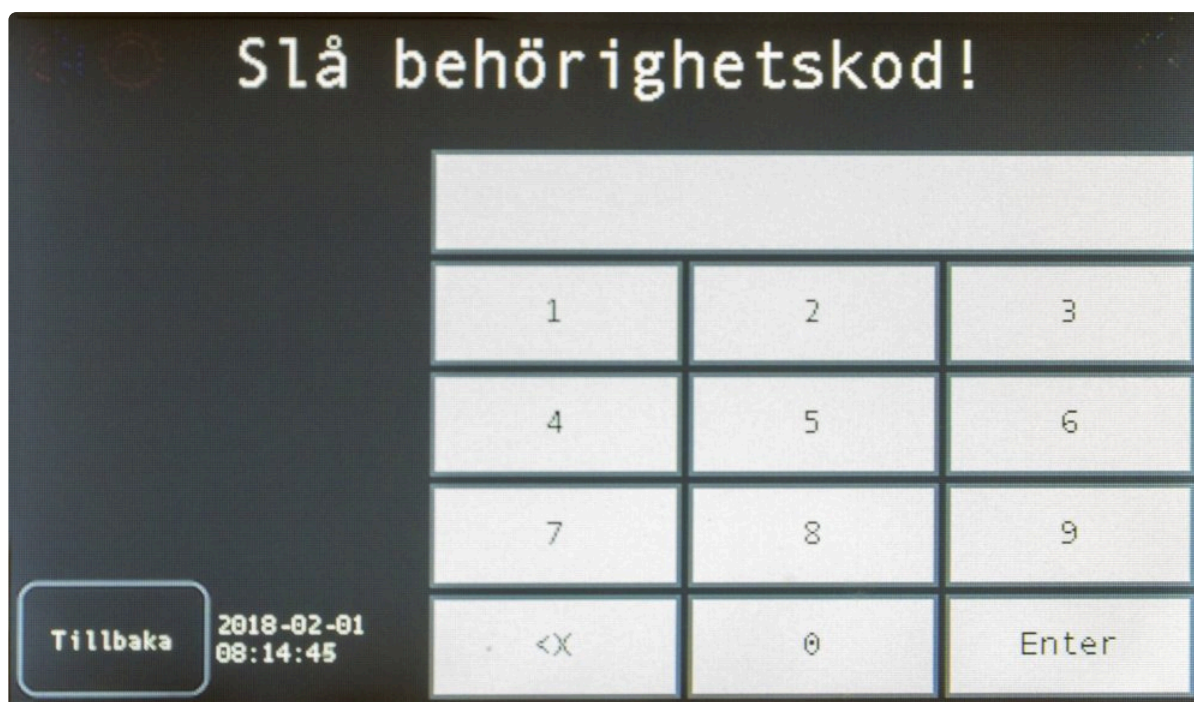 Slå behörighetskod!
1 2 3
4 5 6
7 8 9
Tillbaka
2018-02-01
08:14:45
<X 0 Enter